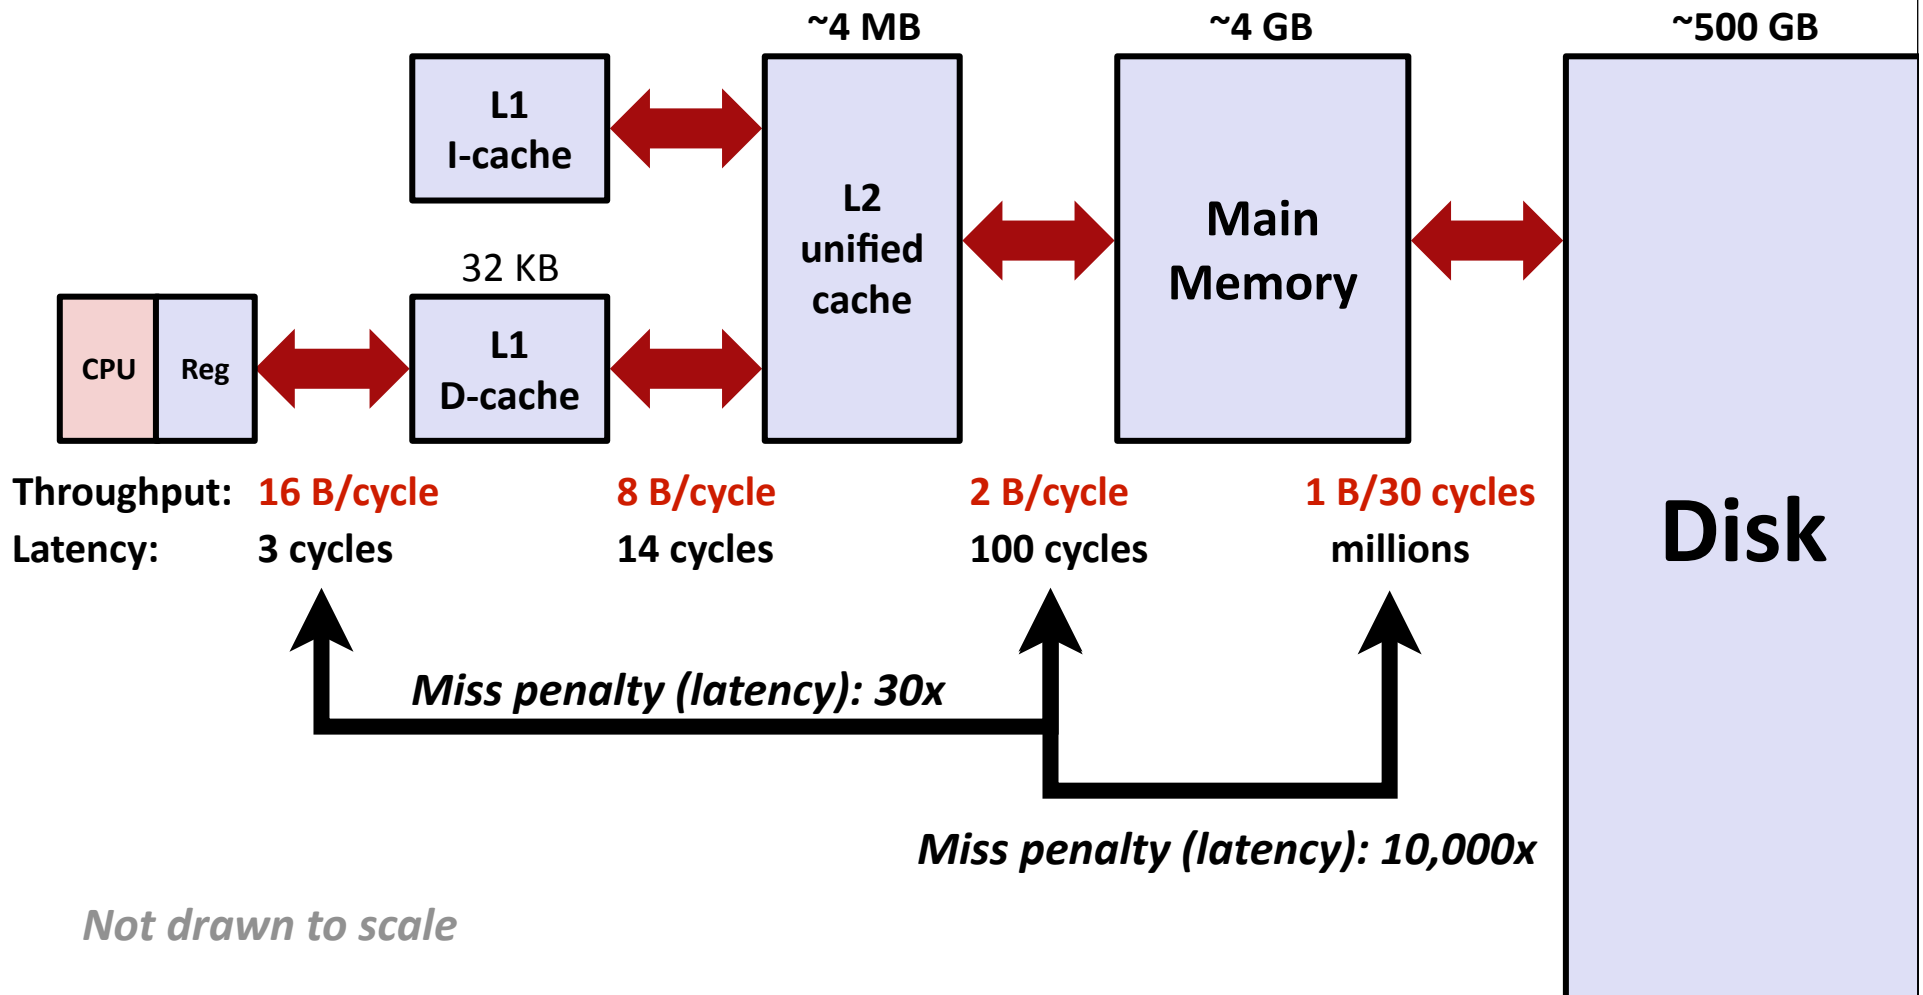 ~4 MB
~4 GB
~500 GB
L1
I-cache
L2
unified
cache
Main
Memory
32 KB
L1
D-cache
CPU
Reg
Throughput: 16 B/cycle 8 B/cycle 2 B/cycle 1 B/30 cycles
Latency: 3 cycles 14 cycles 100 cycles millions
Disk
Miss penalty (latency): 30x
Miss penalty (latency): 10,000x
Not drawn to scale